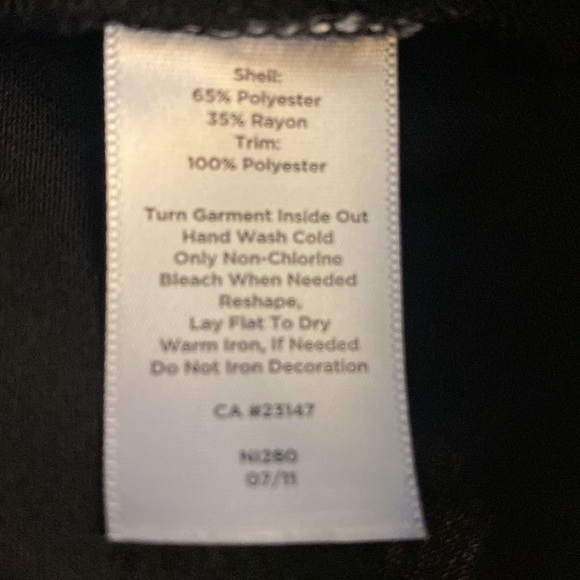 Shell:
65% Polyester
35% Rayon
Trim:
100% Polyester
Turn Garment Inside Out
Hand Wash Cold
Only Non-Chlorine
Bleach When Needed
Reshape,
Lay Flat To Dry
Warm Iron, If Needed
Do Not Iron Decoration
CA #23147
NI280
07/11